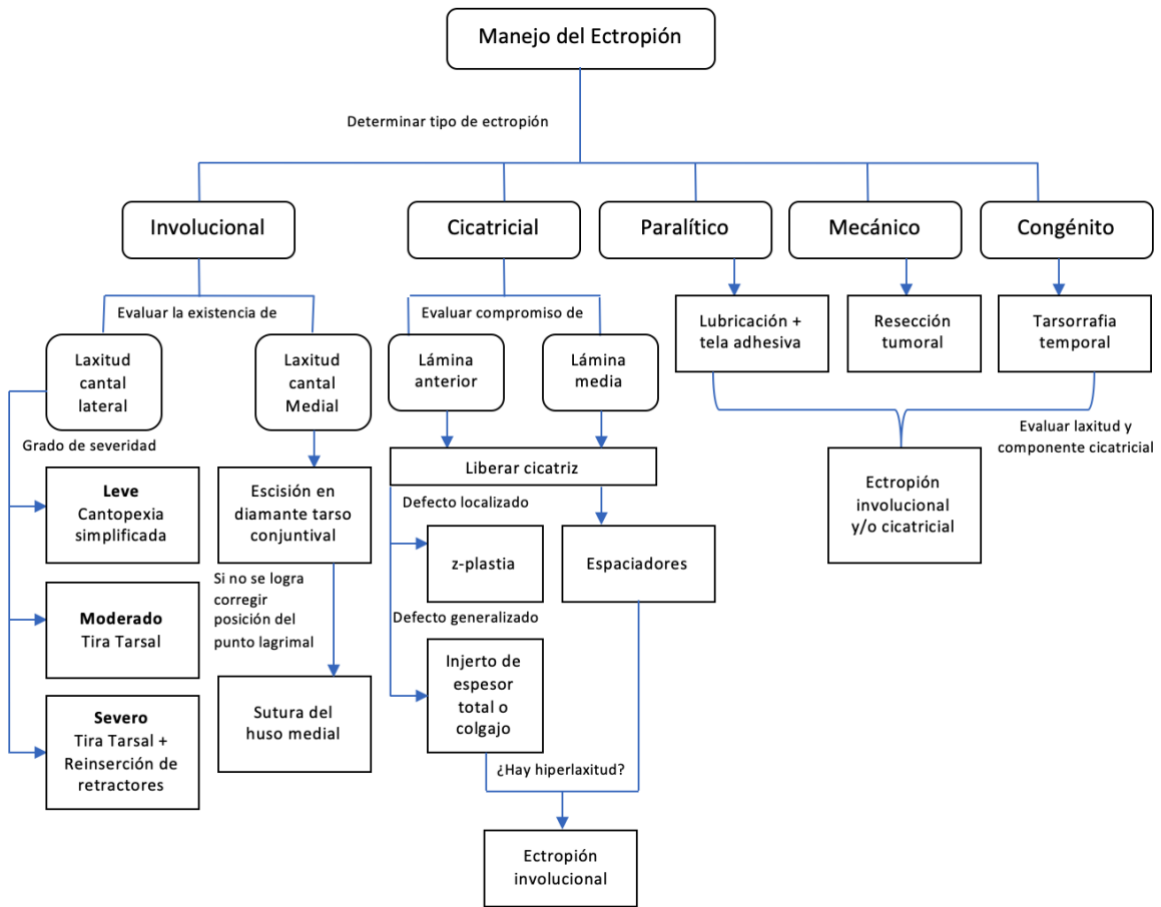 Manejo del Ectropión
Determinar tipo de ectropión
Involucional
Cicatricial
Paralítico
Mecánico
Congénito
Evaluar la existencia de
Evaluar compromiso de
Laxitud
cantal
lateral
Laxitud
cantal
Medial
Lámina
anterior
Lámina
media
Lubricación +
tela adhesiva
Resección
tumoral
Tarsorrafia
temporal
Grado de severidad
Evaluar laxitud y
componente cicatricial
Leve
Cantopexia
simplificada
Escisión en
diamante tarso
conjuntival
Liberar cicatriz
Defecto localizado
Ectropión
involucional
y/o cicatricial
z-plastia
Espaciadores
Si no se logra
corregir
posición del
punto lagrimal
Defecto generalizado
Moderado
Tira Tarsal
Injerto de
espesor
total o
colgajo
Severo
Tira Tarsal +
Reinserción de
retractores
Sutura del
huso medial
¿Hay hiperlaxitud?
Ectropión
involucional